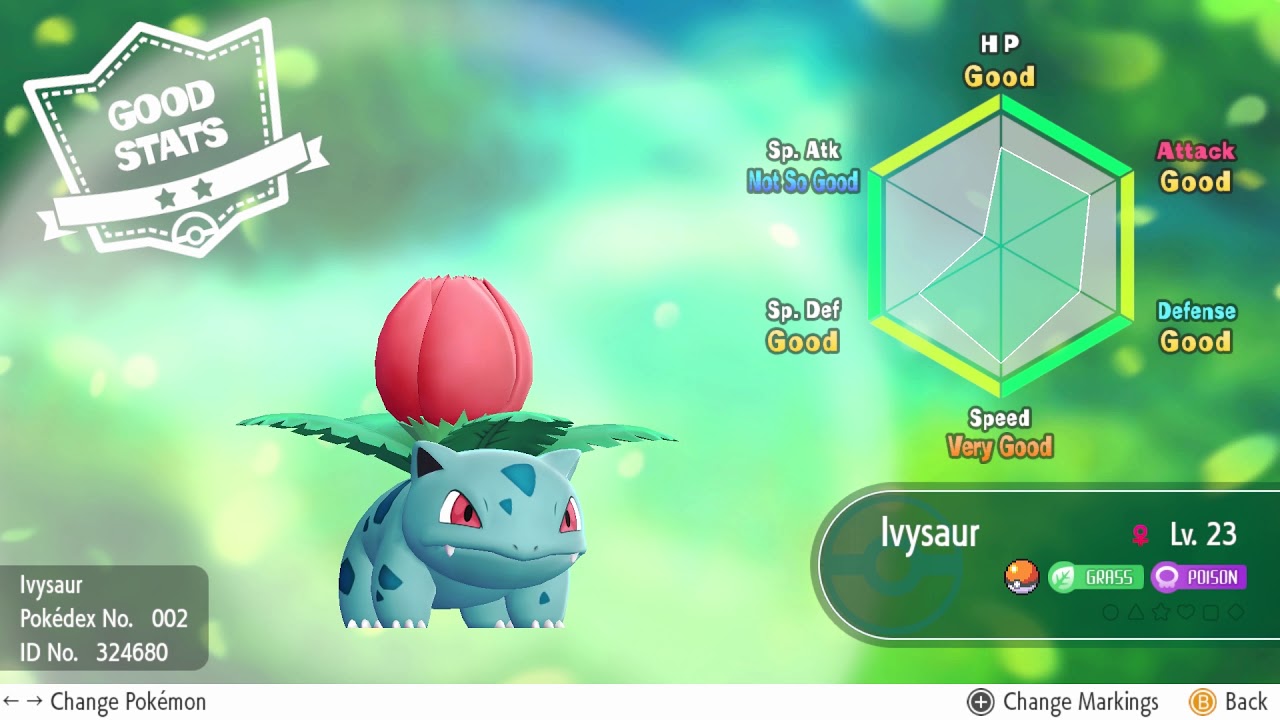 GOOD
STATS
HP
Good
Sp. Atk
Not So Good
Attack
Good
Sp. Def
Good
Defense
Good
Speed
Very Good
Ivysaur ♀ Lv. 23
GRASS POISON
Ivysaur
Pokédex No. 002
ID No. 324680
← → Change Pokémon
+ Change Markings B Back